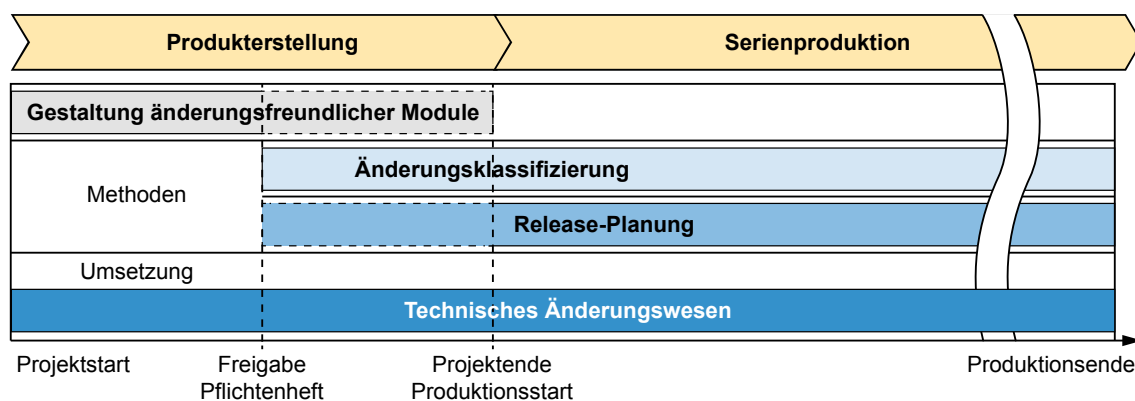 Produkterstellung
Serienproduktion
Gestaltung änderungsfreundlicher Module
Methoden
Änderungsklassifizierung
Release-Planung
Umsetzung
Technisches Änderungswesen
Projektstart
Freigabe
Pflichtenheft
Projektende
Produktionsstart
Produktionsende